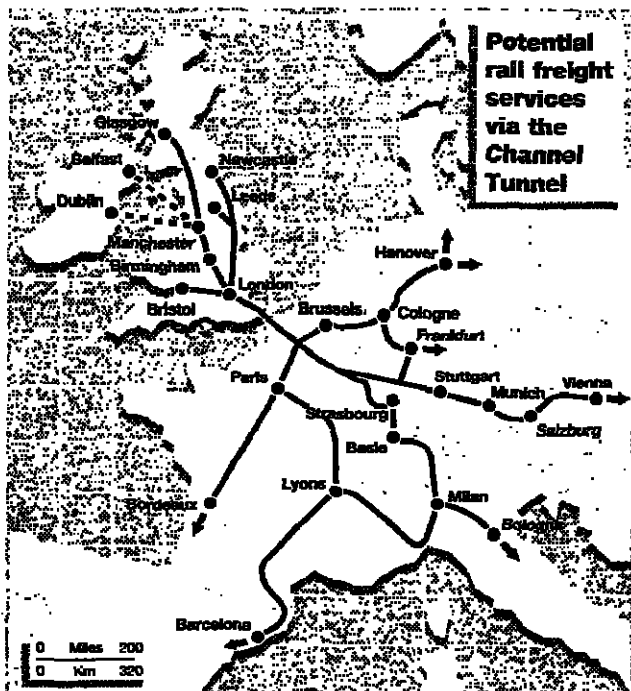 Potential
rail freight
services
via the
Channel
Tunnel
Glasgow
Belfast
Newcastle
Dublin
Leeds
Manchester
Hanover
Birmingham
London
Bristol
Brussels
Cologne
Frankfurt
Paris
Stuttgart
Munich
Vienna
Strasbourg
Salzburg
Basle
Lyons
Milan
Bordeaux
Bologna
Barcelona
0 Miles 200
0 Km 320